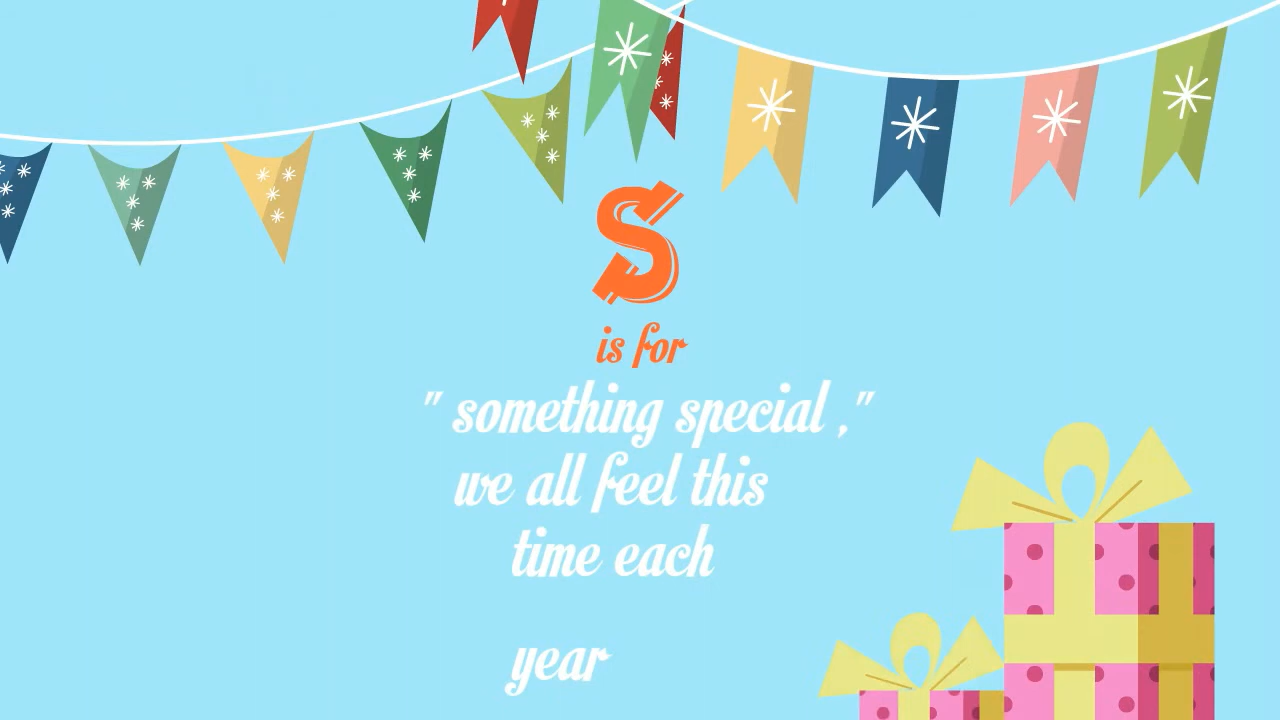 S
is for
" something special ,"
we all feel this
time each
year